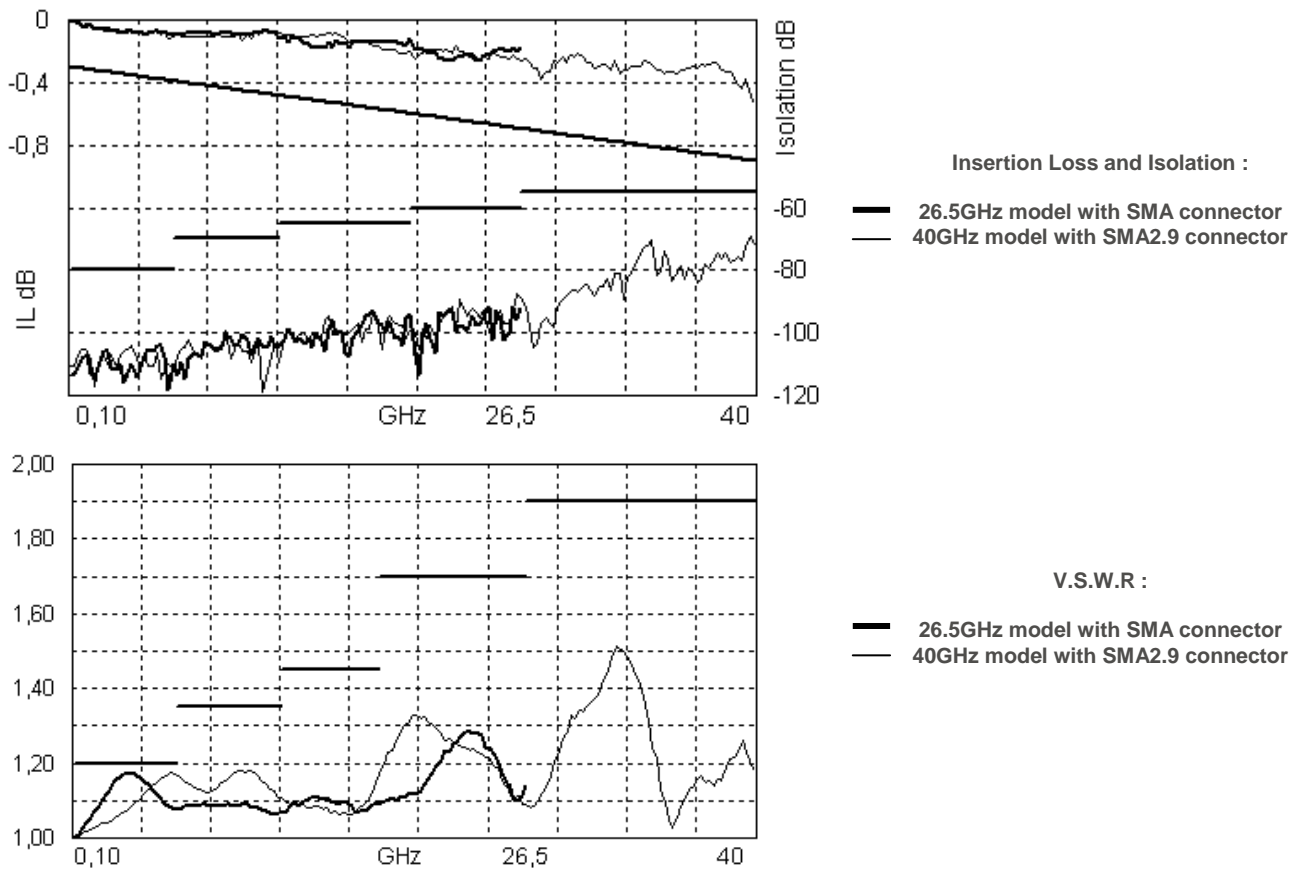 0
-0,4
-0,8
IL dB
Isolation dB
-60
-80
-100
-120
0,10 GHz 26,5 40
Insertion Loss and Isolation :
26.5GHz model with SMA connector
40GHz model with SMA2.9 connector
2,00
1,80
1,60
1,40
1,20
1,00
0,10 GHz 26,5 40
V.S.W.R :
26.5GHz model with SMA connector
40GHz model with SMA2.9 connector